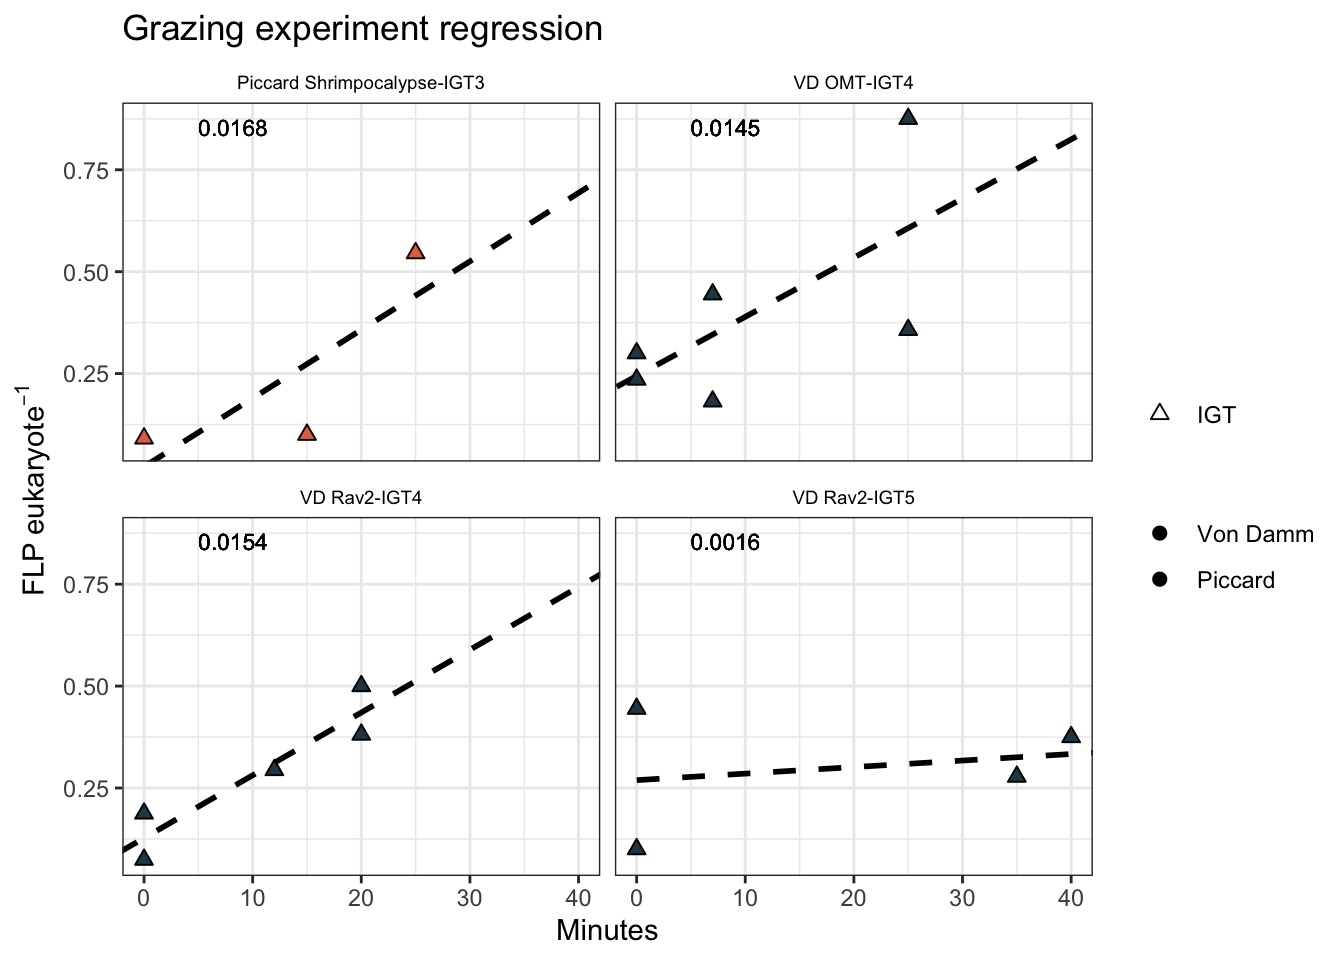 Grazing experiment regression
Piccard Shrimpocalypse-IGT3
VD OMT-IGT4
0.0168
0.0145
0.75
0.50
0.25
VD Rav2-IGT4
VD Rav2-IGT5
0.0154
0.0016
0.75
0.50
0.25
0 10 20 30 40
0 10 20 30 40
Minutes
FLP eukaryote⁻¹
IGT
Von Damm
Piccard